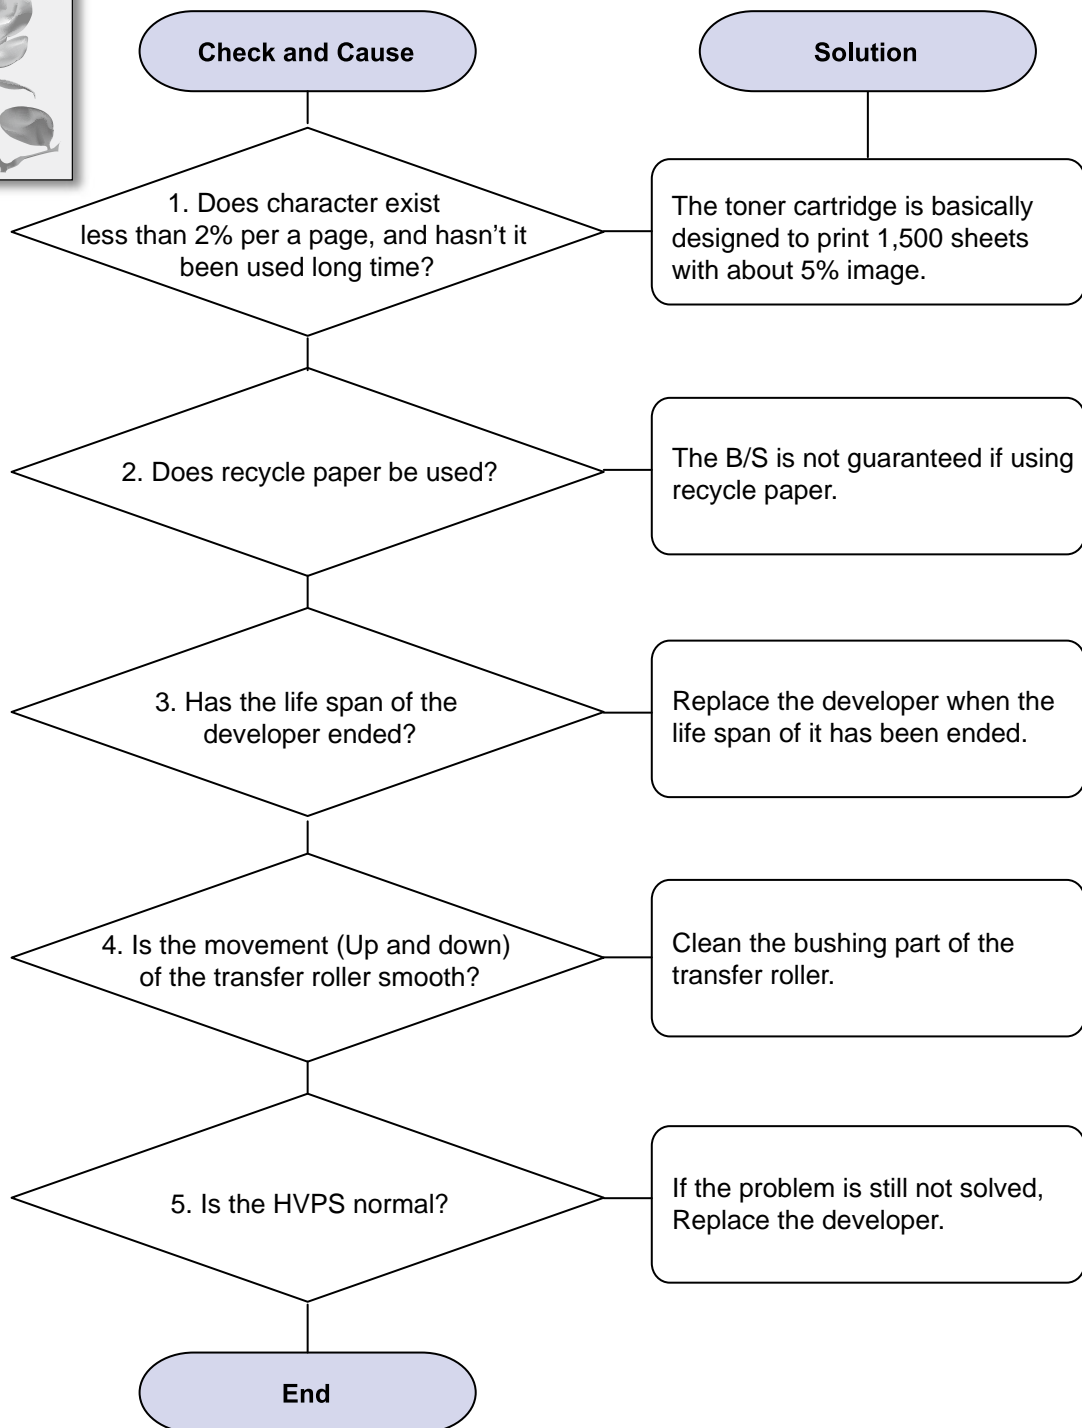 Check and Cause
Solution
1. Does character exist
less than 2% per a page, and hasn’t it
been used long time?
The toner cartridge is basically
designed to print 1,500 sheets
with about 5% image.
2. Does recycle paper be used?
The B/S is not guaranteed if using
recycle paper.
3. Has the life span of the
developer ended?
Replace the developer when the
life span of it has been ended.
4. Is the movement (Up and down)
of the transfer roller smooth?
Clean the bushing part of the
transfer roller.
5. Is the HVPS normal?
If the problem is still not solved,
Replace the developer.
End